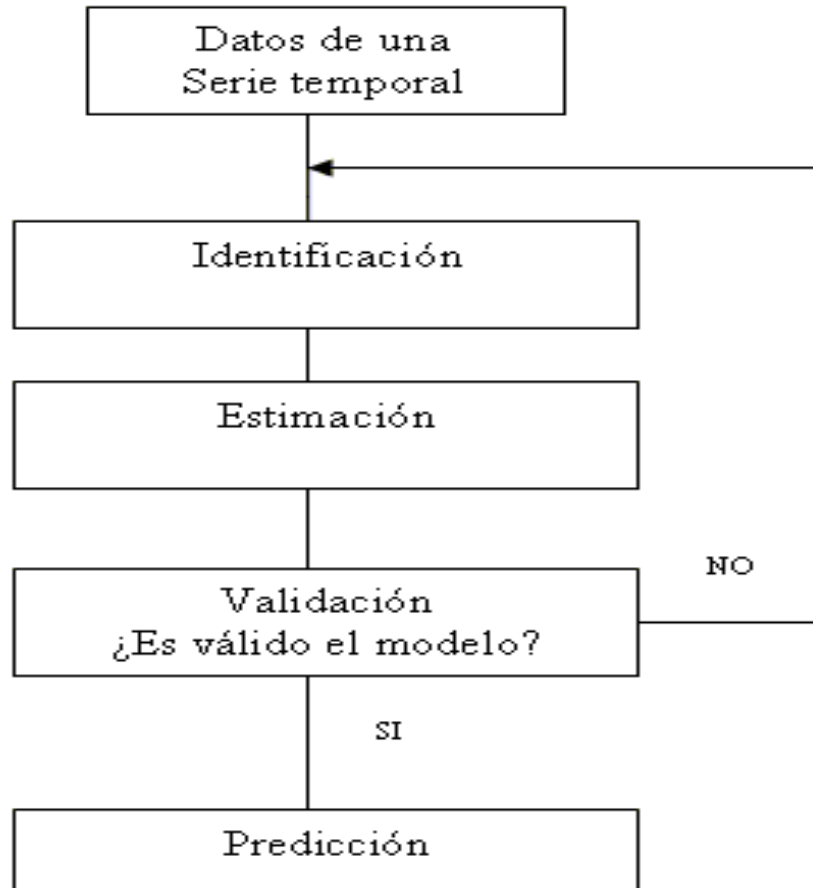 Datos de una
Serie temporal
Identificación
Estimación
Validación
¿Es válido el modelo?
NO
SI
Predicción